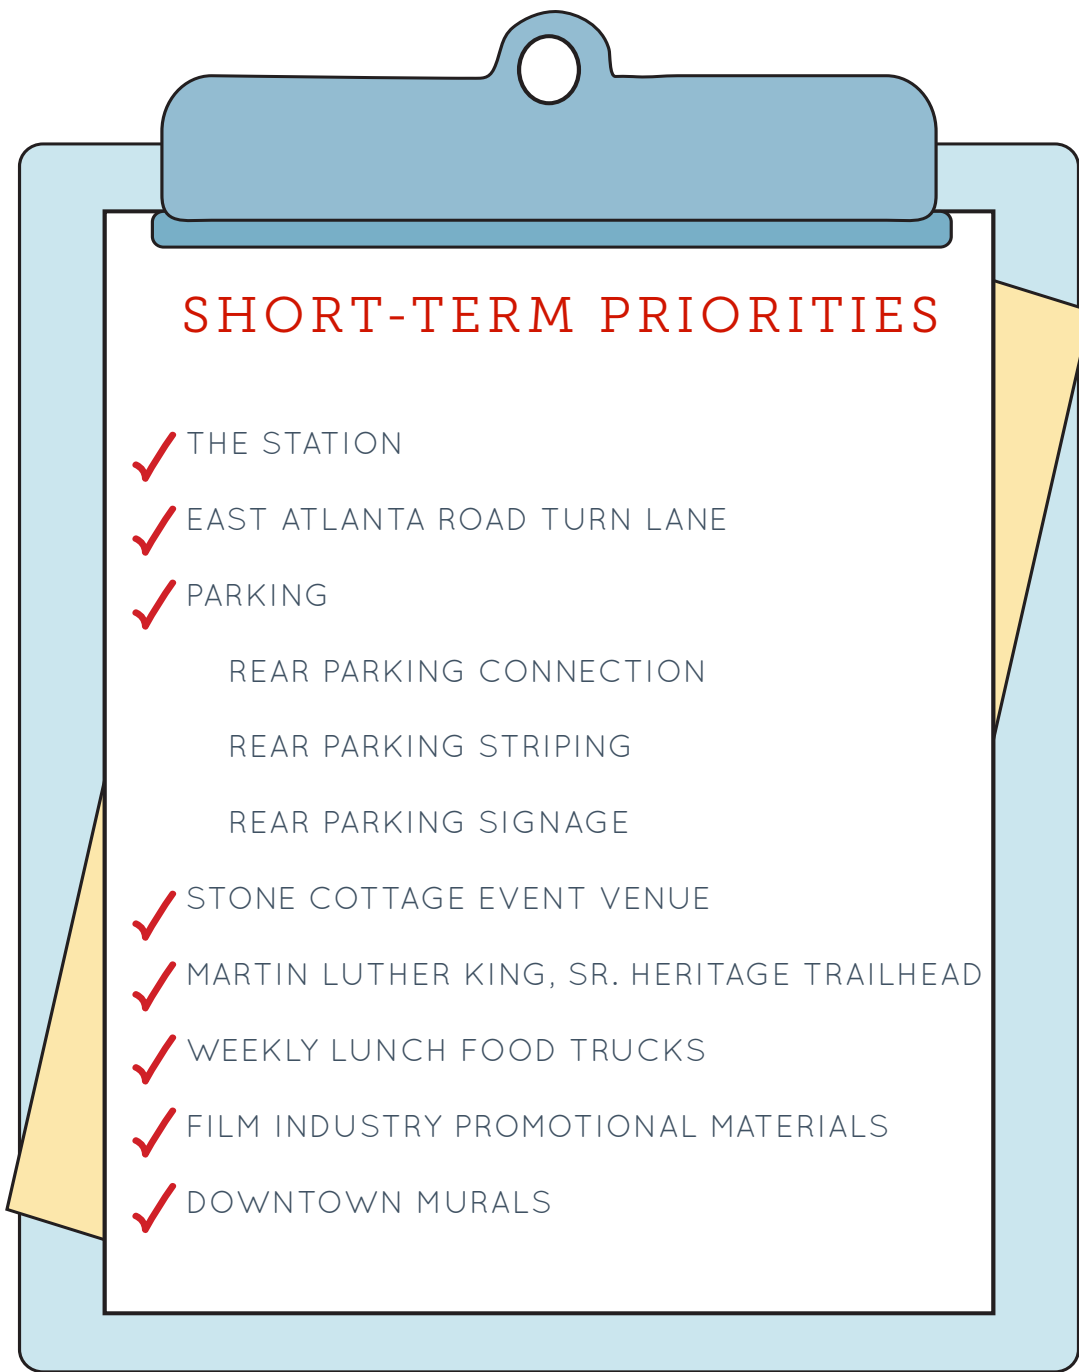 SHORT-TERM PRIORITIES
THE STATION
EAST ATLANTA ROAD TURN LANE
PARKING
REAR PARKING CONNECTION
REAR PARKING STRIPING
REAR PARKING SIGNAGE
STONE COTTAGE EVENT VENUE
MARTIN LUTHER KING, SR. HERITAGE TRAILHEAD
WEEKLY LUNCH FOOD TRUCKS
FILM INDUSTRY PROMOTIONAL MATERIALS
DOWNTOWN MURALS